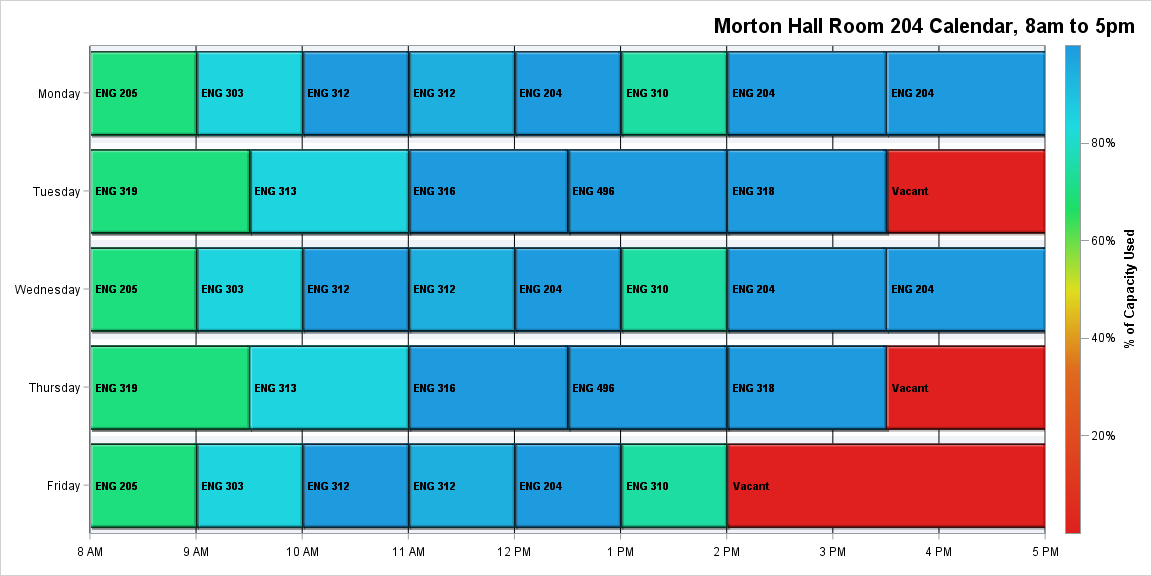 Morton Hall Room 204 Calendar, 8am to 5pm
Monday
ENG 205 ENG 303 ENG 312 ENG 312 ENG 204 ENG 310 ENG 204 ENG 204
Tuesday
ENG 319 ENG 313 ENG 316 ENG 496 ENG 318 Vacant
Wednesday
ENG 205 ENG 303 ENG 312 ENG 312 ENG 204 ENG 310 ENG 204 ENG 204
Thursday
ENG 319 ENG 313 ENG 316 ENG 496 ENG 318 Vacant
Friday
ENG 205 ENG 303 ENG 312 ENG 312 ENG 204 ENG 310 Vacant
8 AM 9 AM 10 AM 11 AM 12 PM 1 PM 2 PM 3 PM 4 PM 5 PM
80%
60%
40%
20%
% of Capacity Used